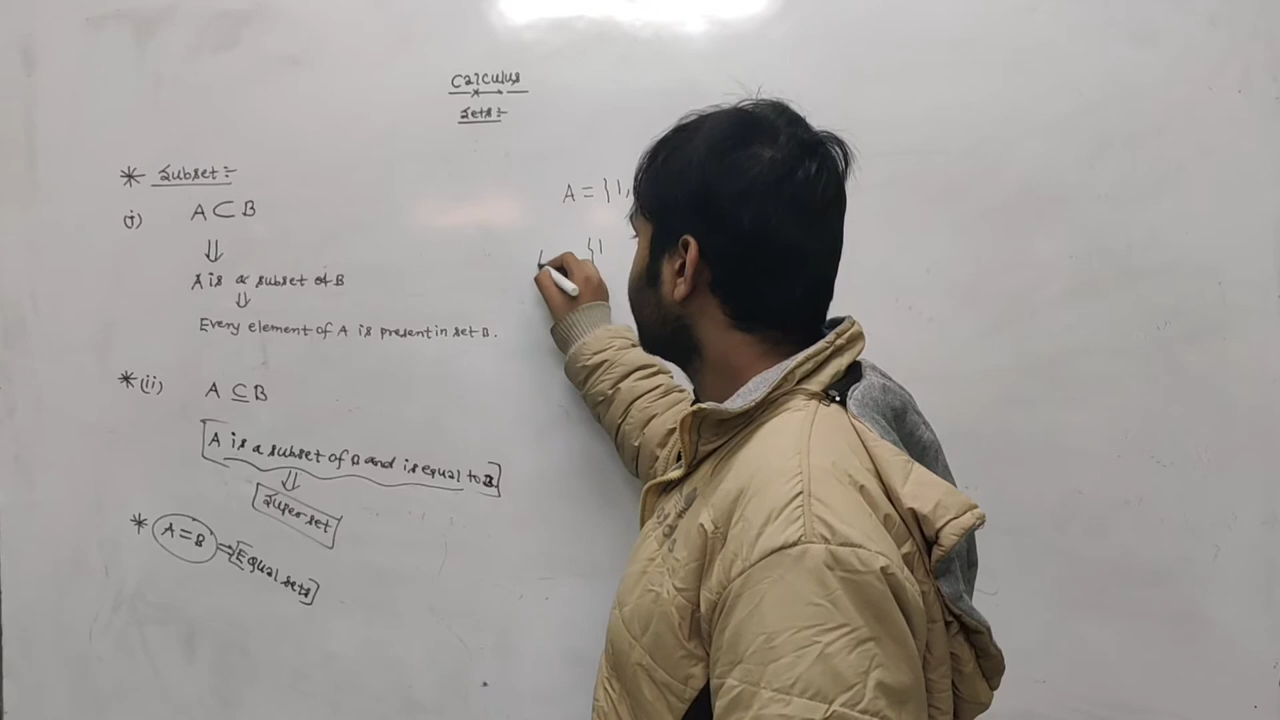 Calculus
Sets:-
* Subset:-
(i) A ⊂ B
⇓
A is a subset of B
⇓
Every element of A is present in set B.
* (ii) A ⊆ B
[A is a subset of B and is equal to B]
⇓
Super set
* A = B ⇒ [Equal sets]
A = {1,
{1